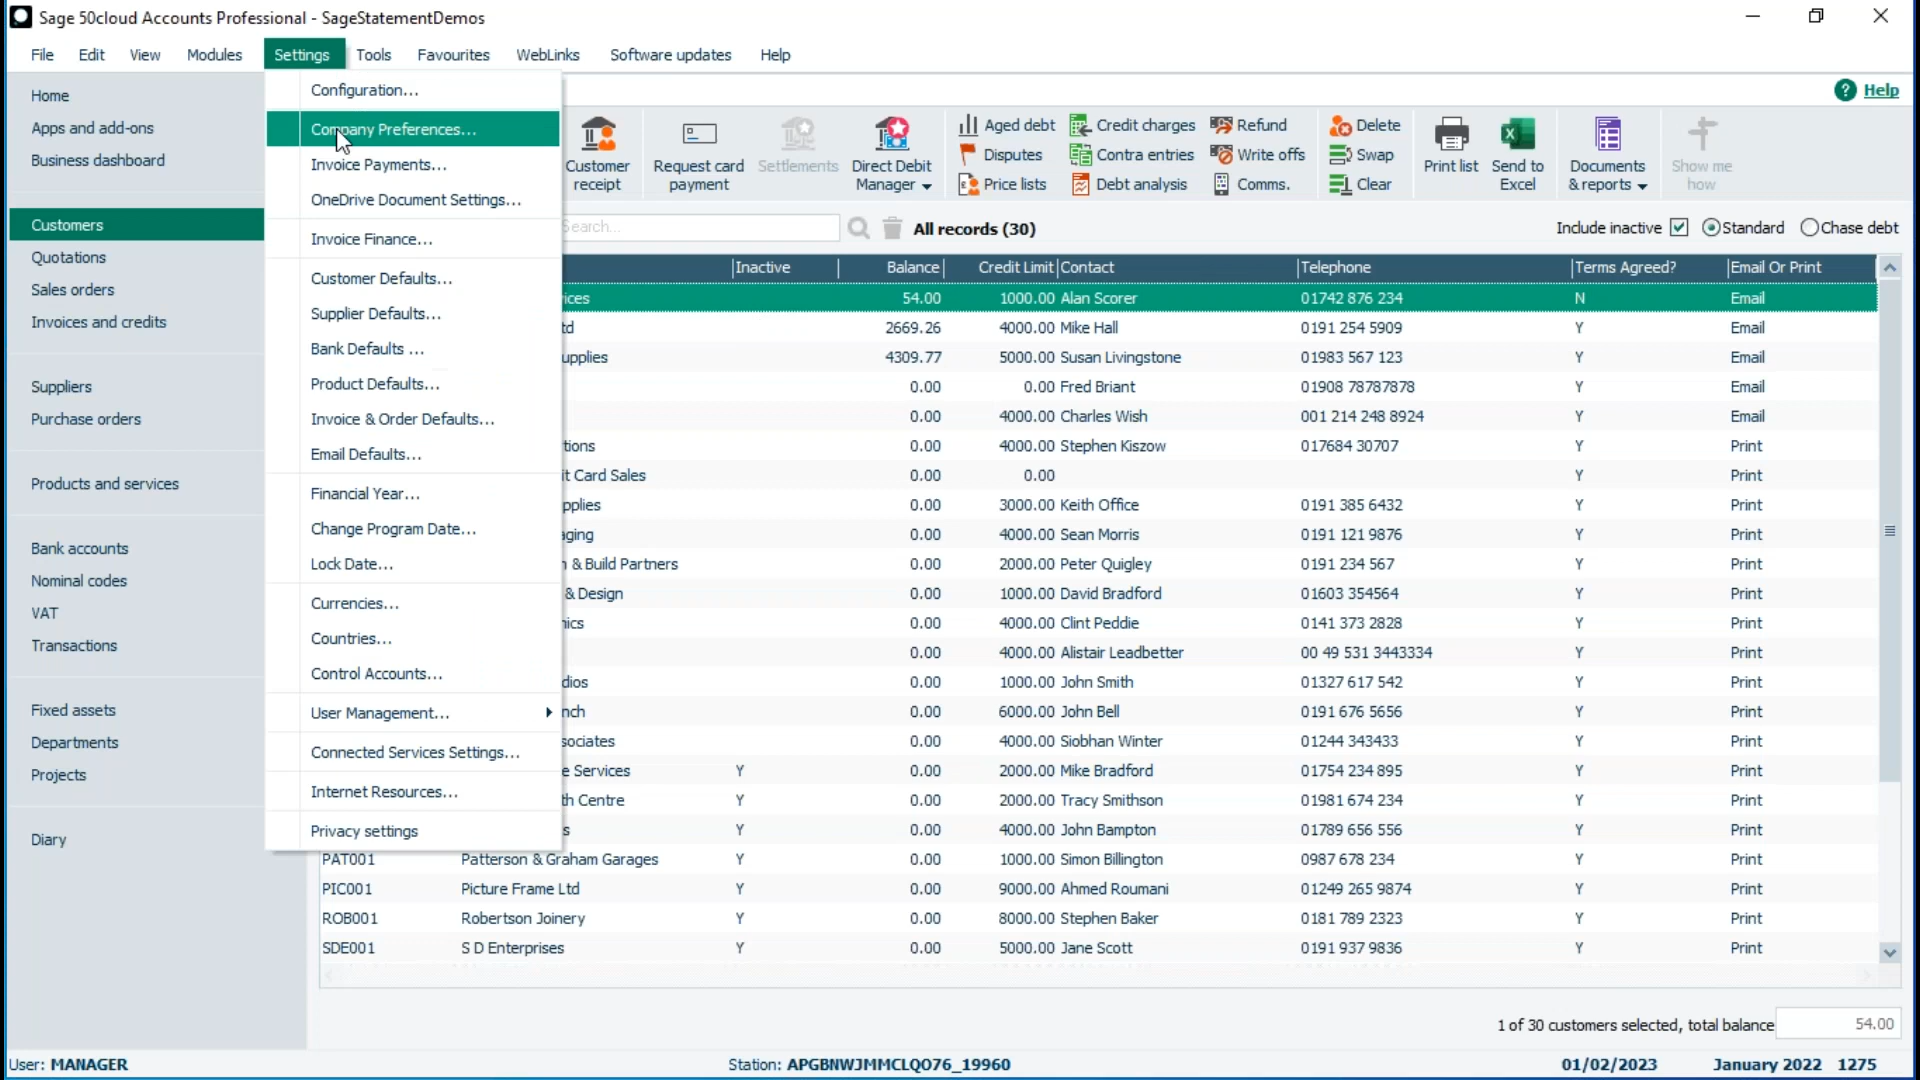 Sage 50cloud Accounts Professional - SageStatementDemos
File Edit View Modules Settings Tools Favourites WebLinks Software updates Help
Home
Apps and add-ons
Business dashboard
Customers
Quotations
Sales orders
Invoices and credits
Suppliers
Purchase orders
Products and services
Bank accounts
Nominal codes
VAT
Transactions
Fixed assets
Departments
Projects
Diary
Configuration...
Company Preferences...
Invoice Payments...
OneDrive Document Settings...
Invoice Finance...
Customer Defaults...
Supplier Defaults...
Bank Defaults ...
Product Defaults...
Invoice & Order Defaults...
Email Defaults...
Financial Year...
Change Program Date...
Lock Date...
Currencies...
Countries...
Control Accounts...
User Management...
Connected Services Settings...
Internet Resources...
Privacy settings
Help
Customer receipt
Request card payment
Settlements
Direct Debit Manager
Aged debt
Disputes
Price lists
Credit charges
Contra entries
Debt analysis
Refund
Write offs
Comms.
Delete
Swap
Clear
Print list
Send to Excel
Documents & reports
Show me how
Search...
All records (30)
Include inactive Standard Chase debt
Inactive Balance Credit Limit Contact Telephone Terms Agreed? Email Or Print
ices 54.00 1000.00 Alan Scorer 01742 876 234 N Email
td 2669.26 4000.00 Mike Hall 0191 254 5909 Y Email
upplies 4309.77 5000.00 Susan Livingstone 01983 567 123 Y Email
0.00 0.00 Fred Briant 01908 78787878 Y Email
0.00 4000.00 Charles Wish 001 214 248 8924 Y Email
tions 0.00 4000.00 Stephen Kiszow 017684 30707 Y Print
it Card Sales 0.00 0.00 Y Print
pplies 0.00 3000.00 Keith Office 0191 385 6432 Y Print
aging 0.00 4000.00 Sean Morris 0191 121 9876 Y Print
n & Build Partners 0.00 2000.00 Peter Quigley 0191 234 567 Y Print
& Design 0.00 1000.00 David Bradford 01603 354564 Y Print
nics 0.00 4000.00 Clint Peddie 0141 373 2828 Y Print
0.00 4000.00 Alistair Leadbetter 00 49 531 3443334 Y Print
dios 0.00 1000.00 John Smith 01327 617 542 Y Print
nch 0.00 6000.00 John Bell 0191 676 5656 Y Print
sociates 0.00 4000.00 Siobhan Winter 01244 343433 Y Print
e Services Y 0.00 2000.00 Mike Bradford 01754 234 895 Y Print
th Centre Y 0.00 2000.00 Tracy Smithson 01981 674 234 Y Print
s Y 0.00 4000.00 John Bampton 01789 656 556 Y Print
PAT001 Patterson & Graham Garages Y 0.00 1000.00 Simon Billington 0987 678 234 Y Print
PIC001 Picture Frame Ltd Y 0.00 9000.00 Ahmed Roumani 01249 265 9874 Y Print
ROB001 Robertson Joinery Y 0.00 8000.00 Stephen Baker 0181 789 2323 Y Print
SDE001 S D Enterprises Y 0.00 5000.00 Jane Scott 0191 937 9836 Y Print
1 of 30 customers selected, total balance 54.00
User: MANAGER Station: APGBNWJMMCLQO76_19960 01/02/2023 January 2022 1275